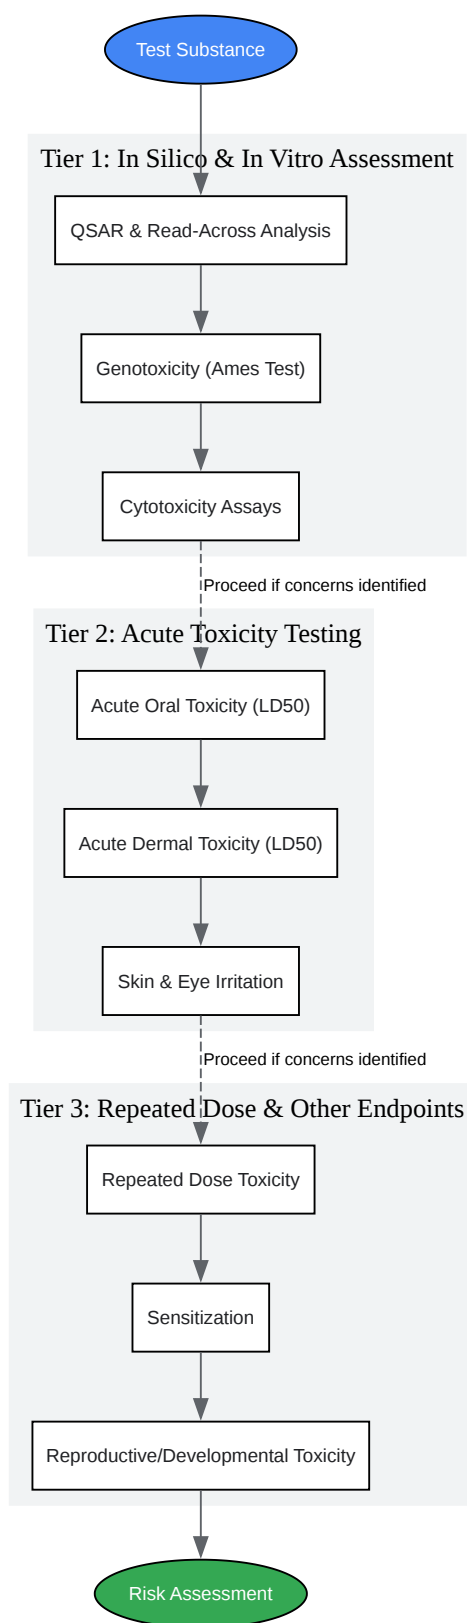 Test Substance
Tier 1: In Silico & In Vitro Assessment
QSAR & Read-Across Analysis
Genotoxicity (Ames Test)
Cytotoxicity Assays
Proceed if concerns identified
Tier 2: Acute Toxicity Testing
Acute Oral Toxicity (LD50)
Acute Dermal Toxicity (LD50)
Skin & Eye Irritation
Proceed if concerns identified
Tier 3: Repeated Dose & Other Endpoints
Repeated Dose Toxicity
Sensitization
Reproductive/Developmental Toxicity
Risk Assessment